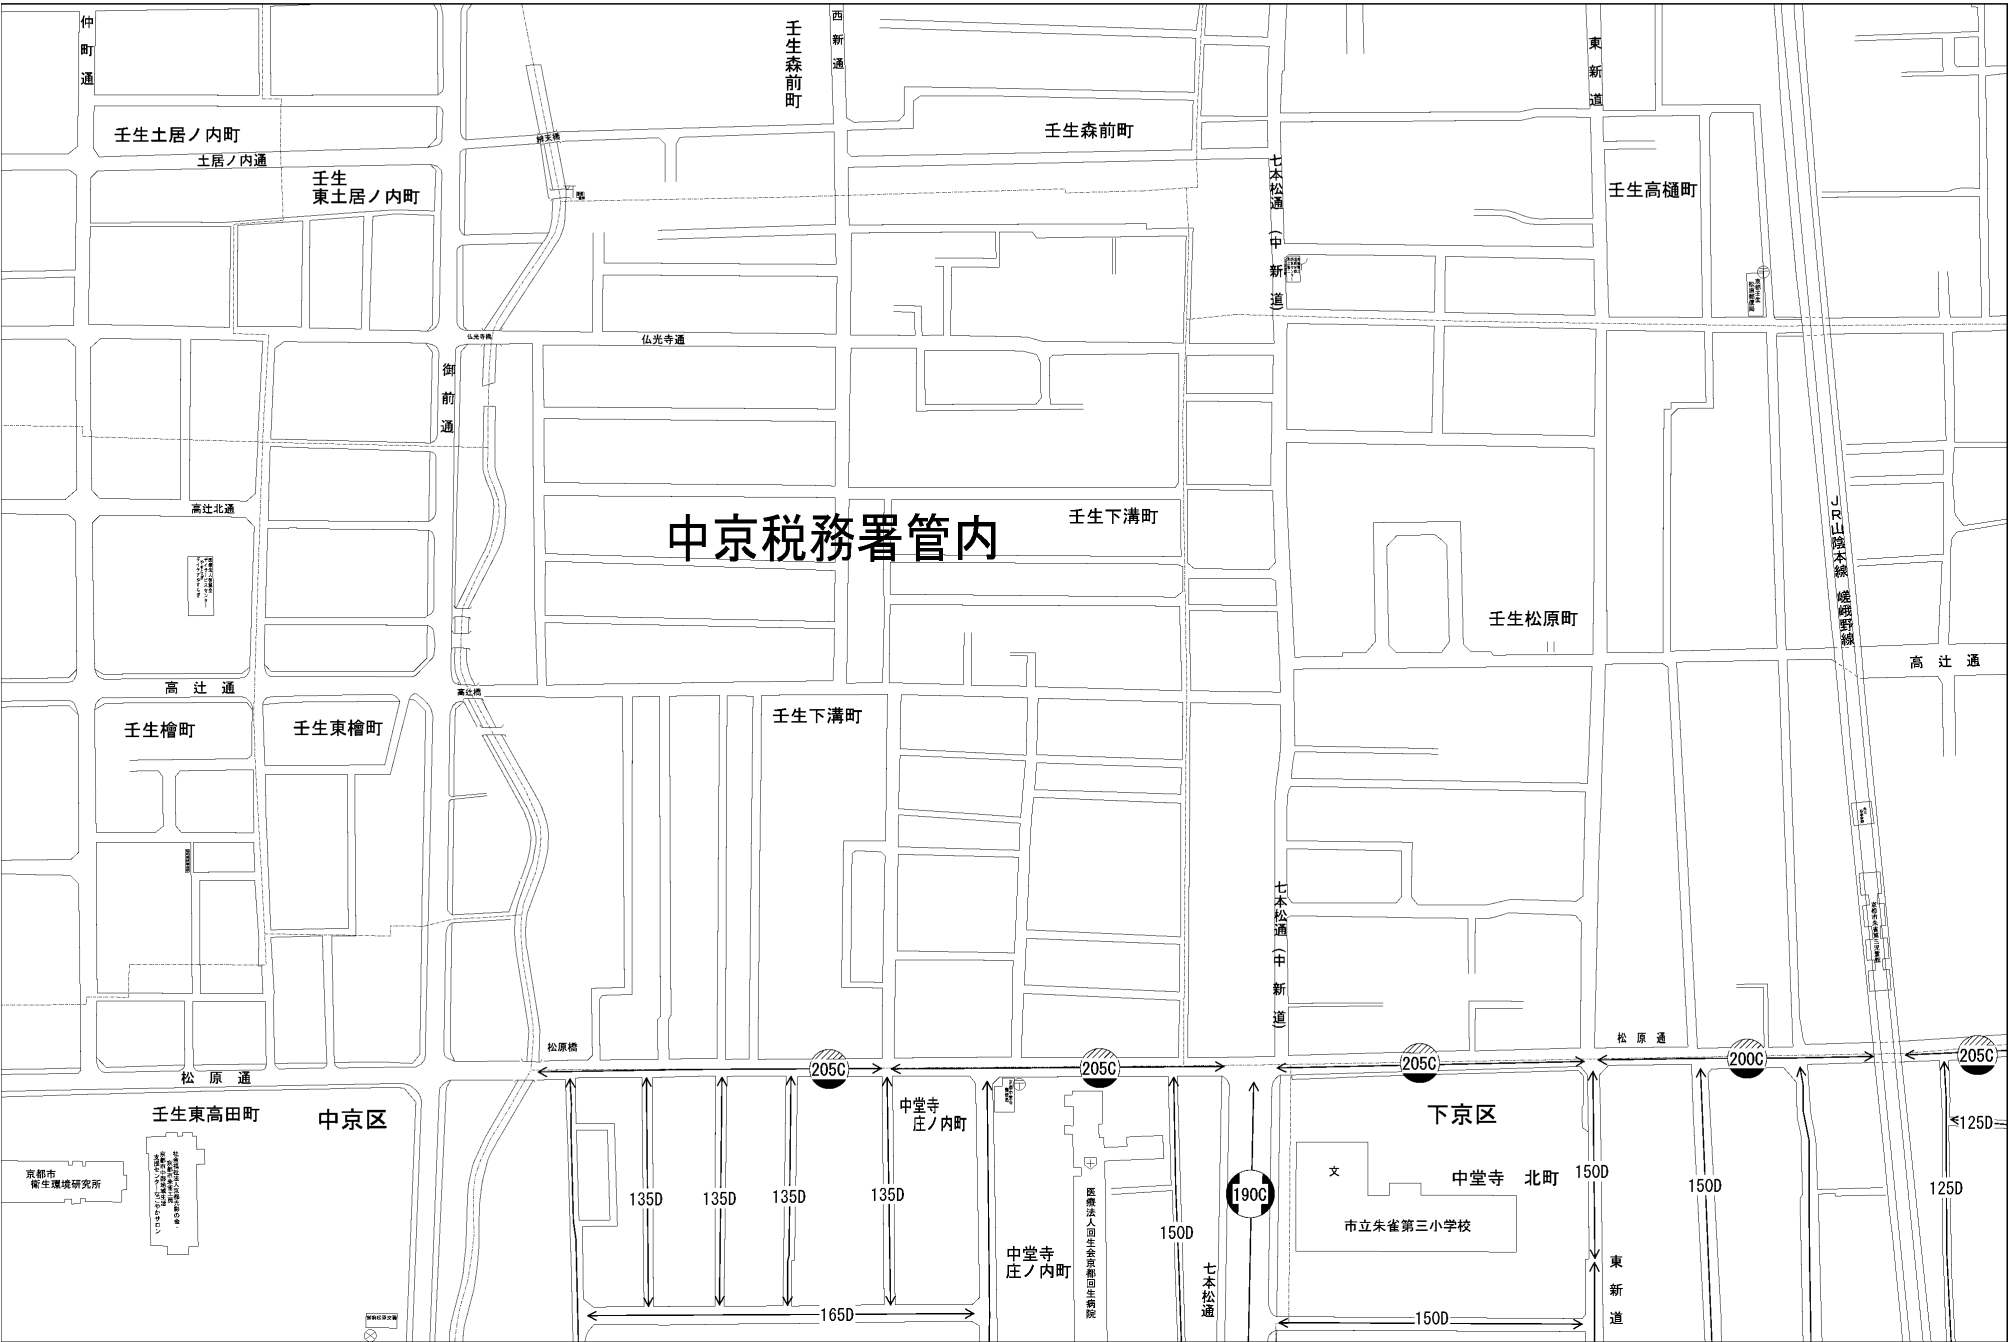 仲町通
壬生森前町
西新通
東新道
壬生土居ノ内町
土居ノ内通
壬生
東土居ノ内町
壬生森前町
七本松通(中新道)
壬生高樋町
仏光寺橋
仏光寺通
御前通
高辻北通
中京税務署管内
壬生下溝町
JR山陰本線 嵯峨野線
壬生松原町
高辻通
高辻通
高辻橋
壬生檜町
壬生東檜町
壬生下溝町
七本松通(中新道)
松原橋
松原通
松原通
205C
205C
205C
200C
205C
壬生東高田町
中京区
中堂寺
庄ノ内町
下京区
125D
京都市
衛生環境研究所
135D
135D
135D
135D
190C
文
中堂寺 北町
150D
150D
125D
市立朱雀第三小学校
150D
医療法人回生会京都回生病院
中堂寺
庄ノ内町
七本松通
東新道
165D
150D